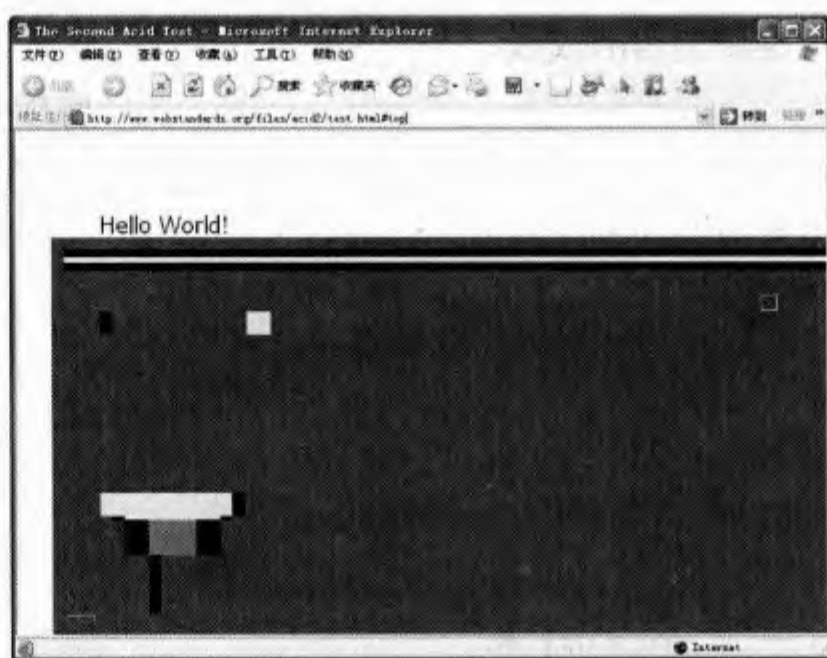 The Second Acid Test - Microsoft Internet Explorer
文件(F) 编辑(E) 查看(V) 收藏(A) 工具(T) 帮助(H)
搜索 收藏夹
http://www.webstandards.org/files/acid2/test.html#top 转到
Hello World!
Internet